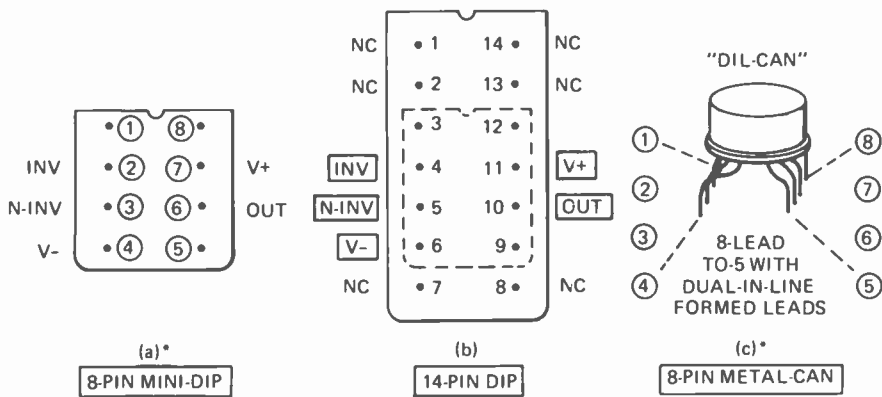 ① ⑧
INV ② ⑦ V+
N-INV ③ ⑥ OUT
V- ④ ⑤
(a)*
8-PIN MINI-DIP
NC 1 14 NC
NC 2 13 NC
3 12
INV 4 11 V+
N-INV 5 10 OUT
V- 6 9
NC 7 8 NC
(b)
14-PIN DIP
"DIL-CAN"
① ⑧
② ⑦
③ ⑥
④ ⑤
8-LEAD
TO-5 WITH
DUAL-IN-LINE
FORMED LEADS
(c)*
8-PIN METAL-CAN